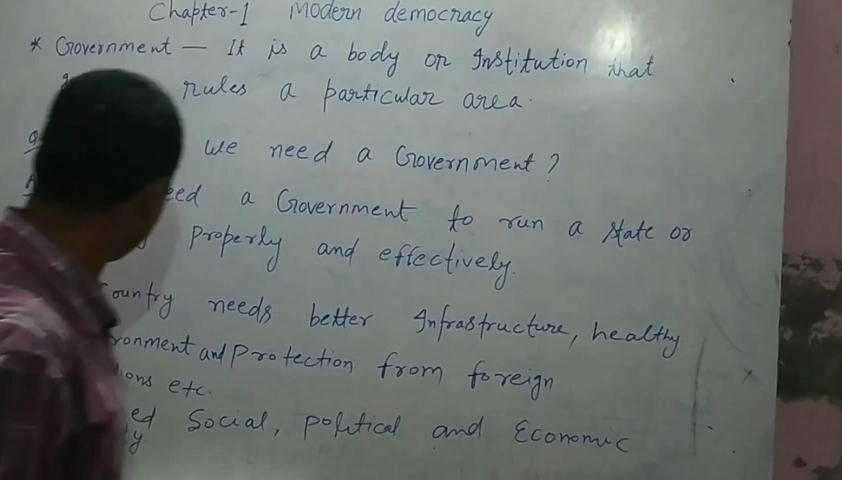 Chapter-1 Modern democracy
* Government — It is a body or Institution that
rules a particular area.
we need a Government?
eed a Government to run a state or
properly and effectively.
ountry needs better Infrastructure, healthy
ronment and Protection from foreign
ions etc.
ed Social, political and Economic
ty